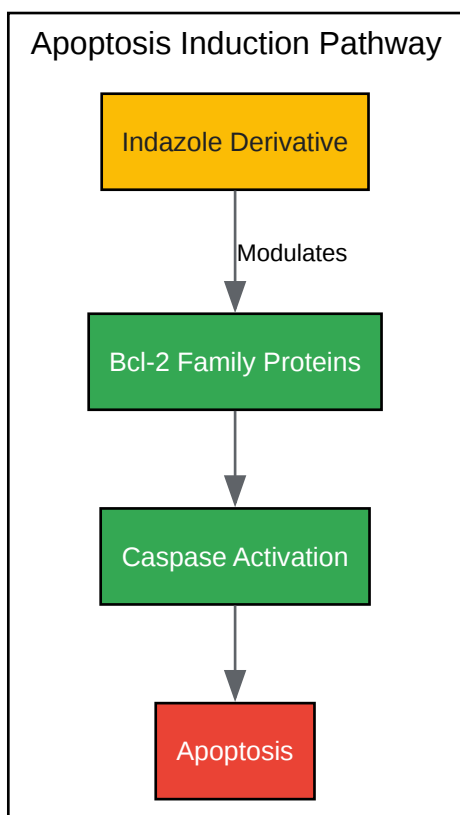 Apoptosis Induction Pathway
Indazole Derivative
Modulates
Bcl-2 Family Proteins
Caspase Activation
Apoptosis